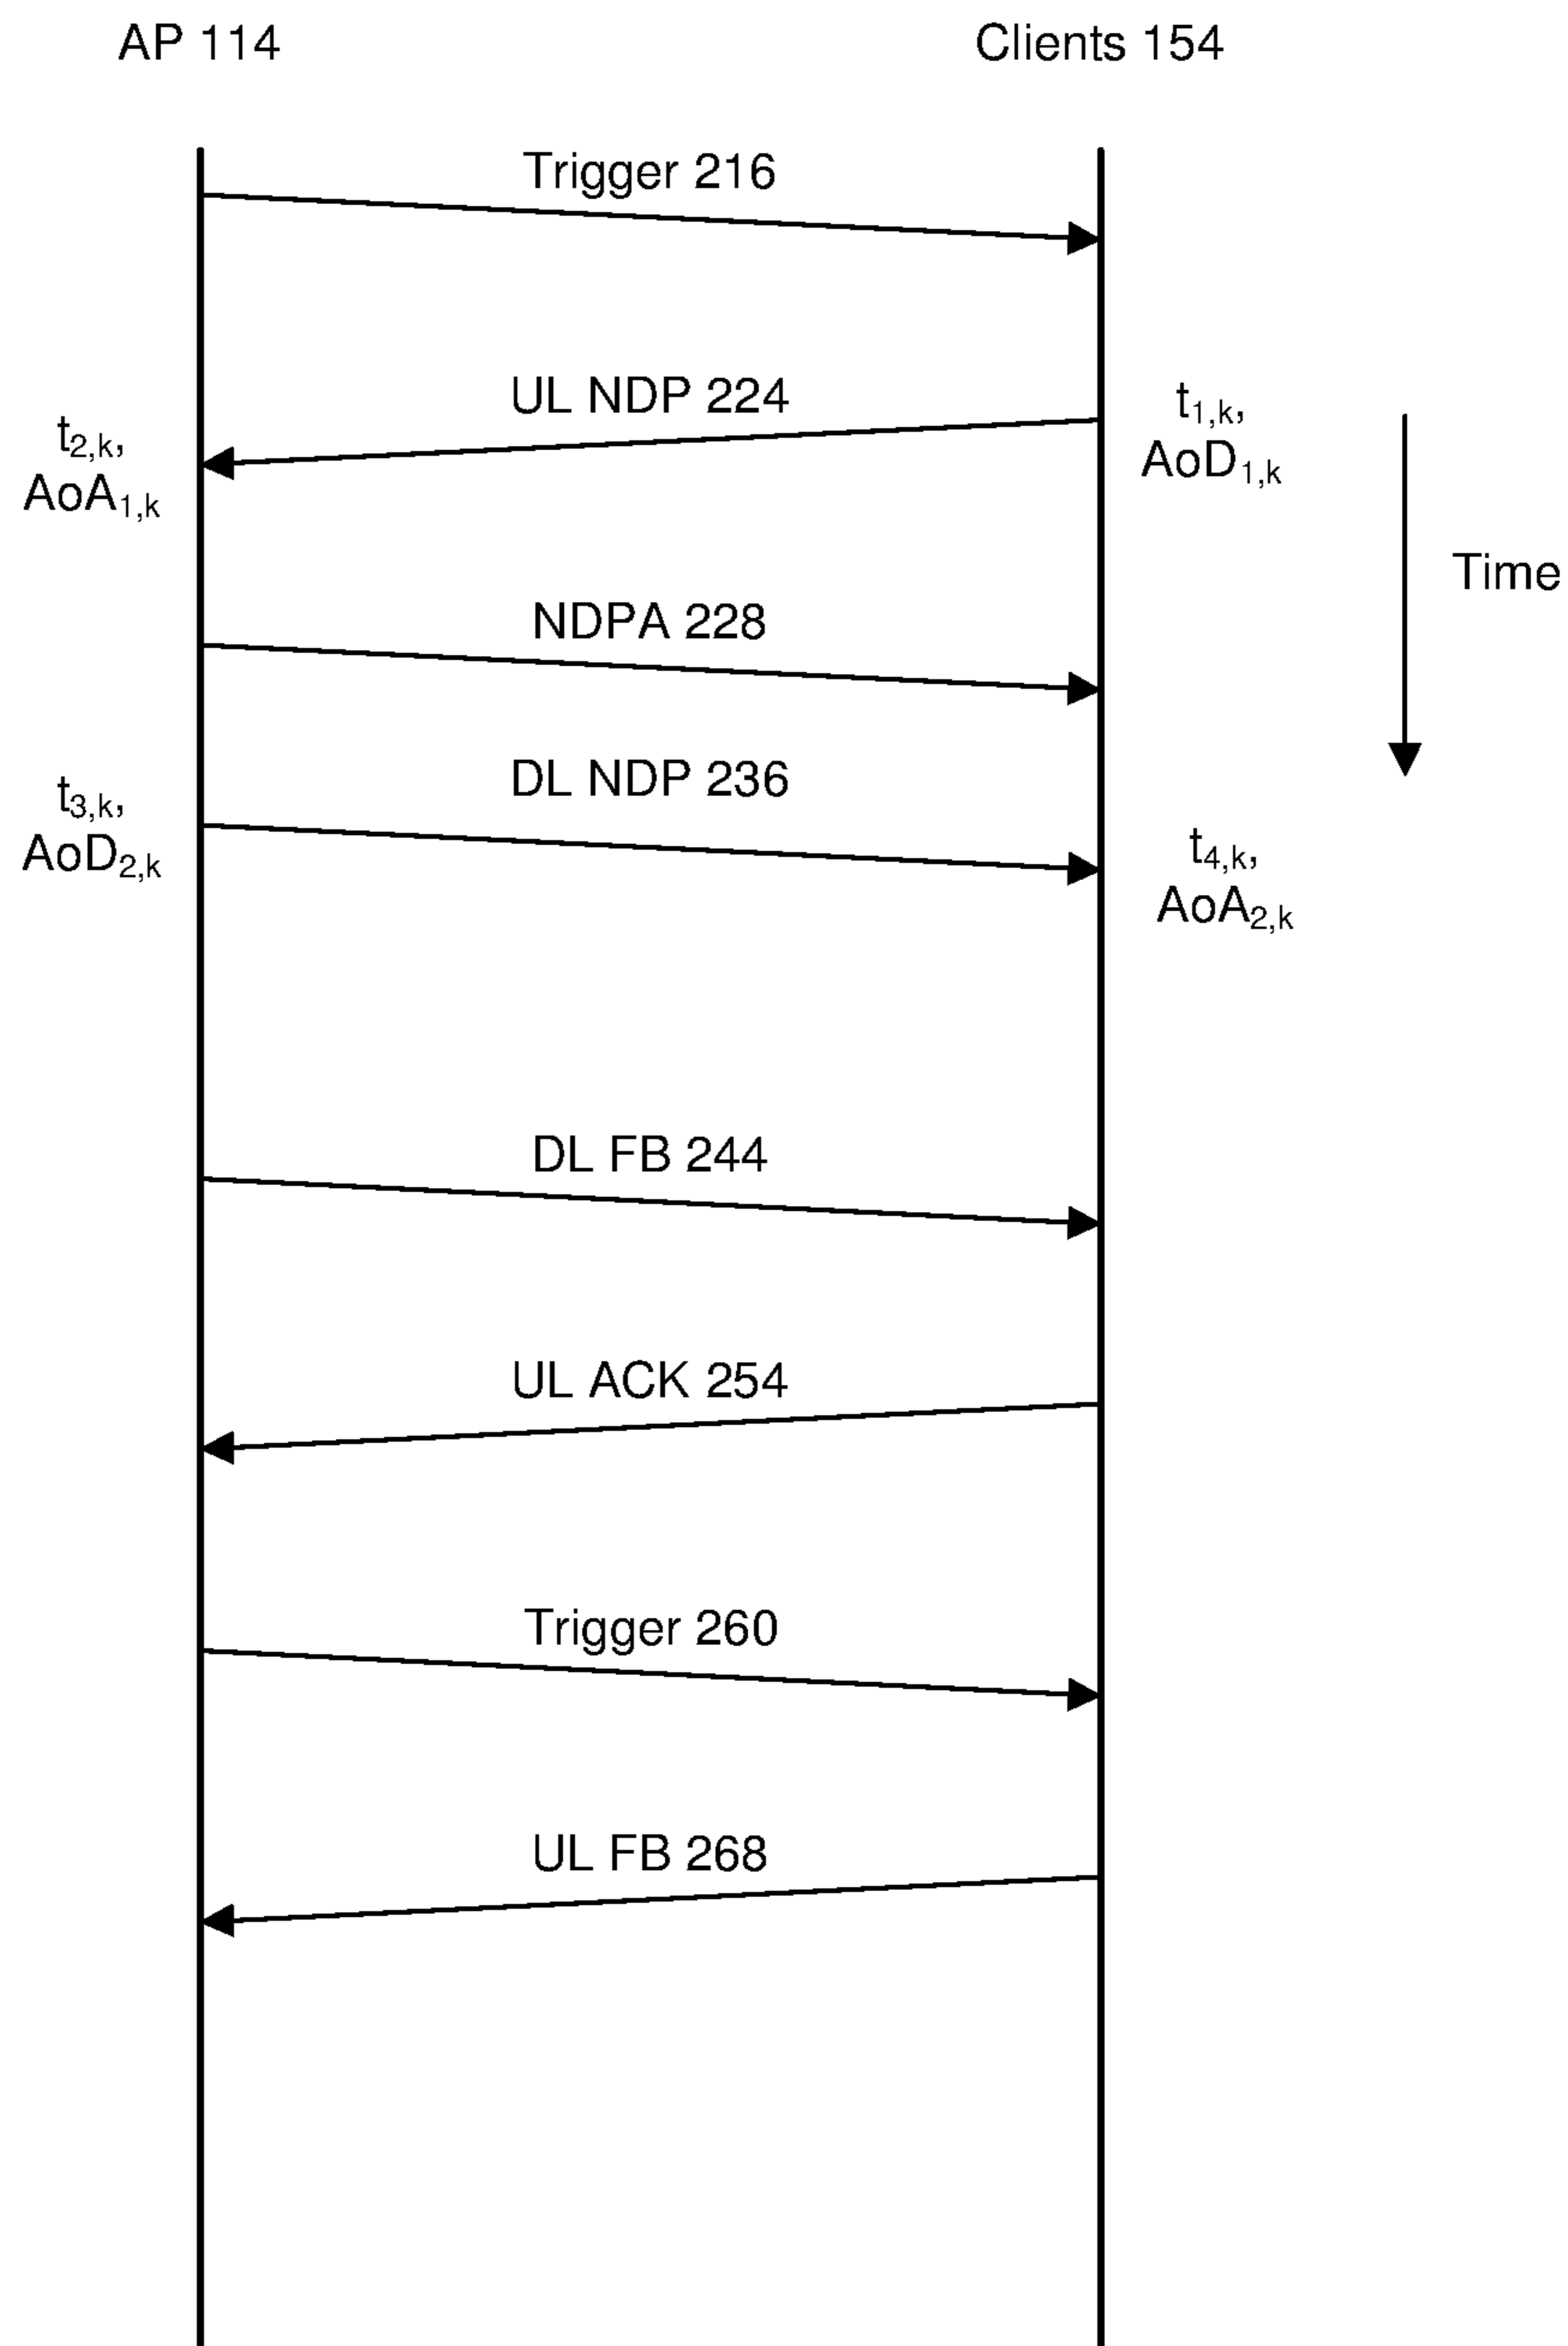 AP 114
Clients 154
Trigger 216
UL NDP 224
t1,k,
AoD1,k
t2,k,
AoA1,k
Time
NDPA 228
DL NDP 236
t3,k,
AoD2,k
t4,k,
AoA2,k
DL FB 244
UL ACK 254
Trigger 260
UL FB 268